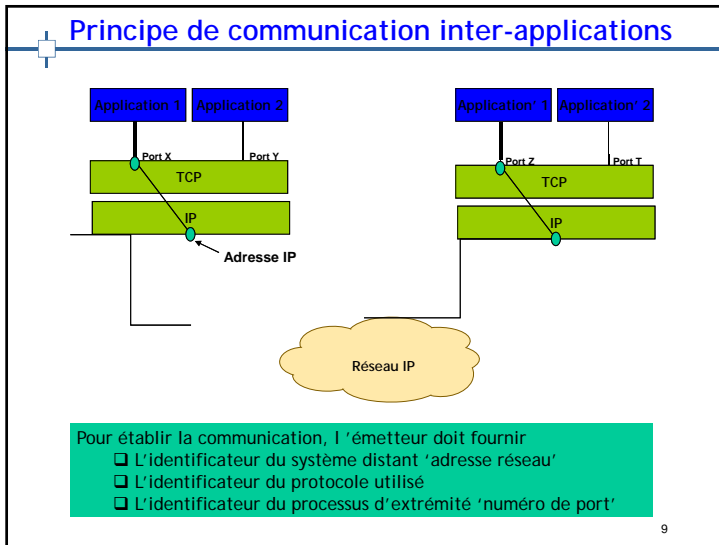 Principe de communication inter-applications
Application 1 Application 2 Application' 1 Application' 2
Port X Port Y Port Z Port T
TCP TCP
IP IP
Adresse IP
Réseau IP
Pour établir la communication, l 'émetteur doit fournir
❑ L'identificateur du système distant 'adresse réseau'
❑ L'identificateur du protocole utilisé
❑ L'identificateur du processus d'extrémité 'numéro de port'
9